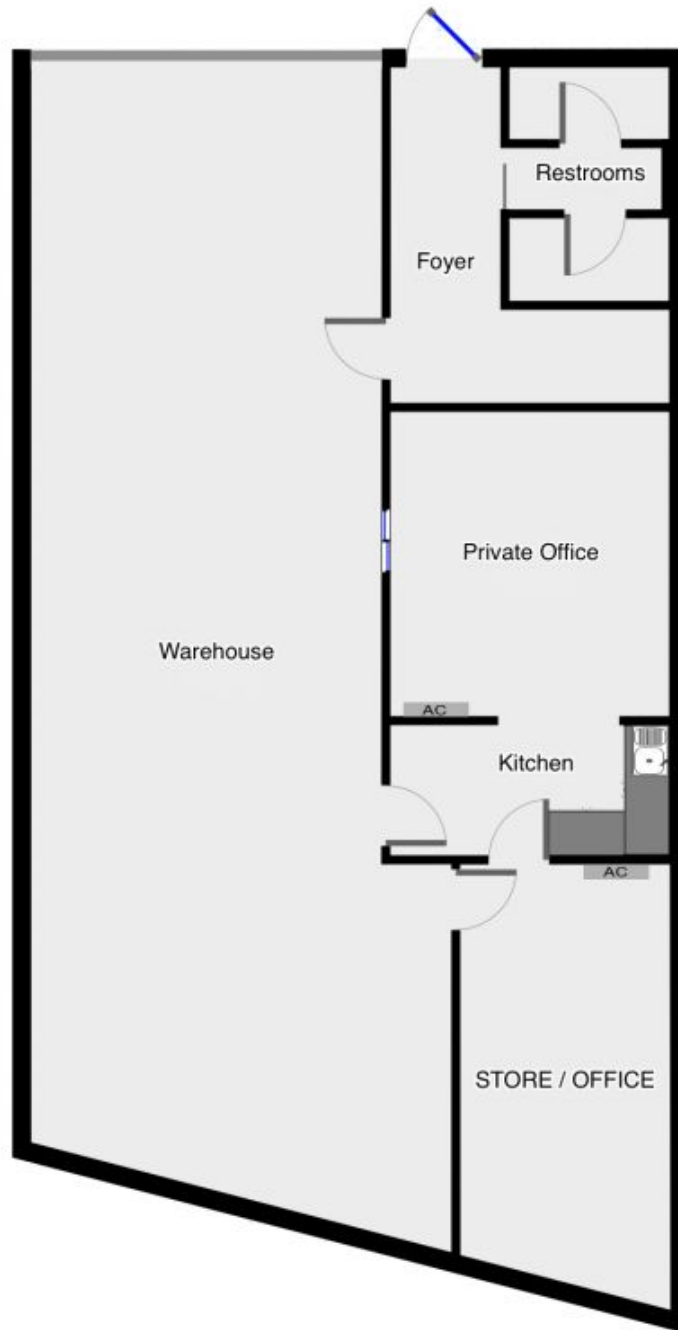 Restrooms
Foyer
Private Office
Warehouse
AC
Kitchen
AC
STORE / OFFICE